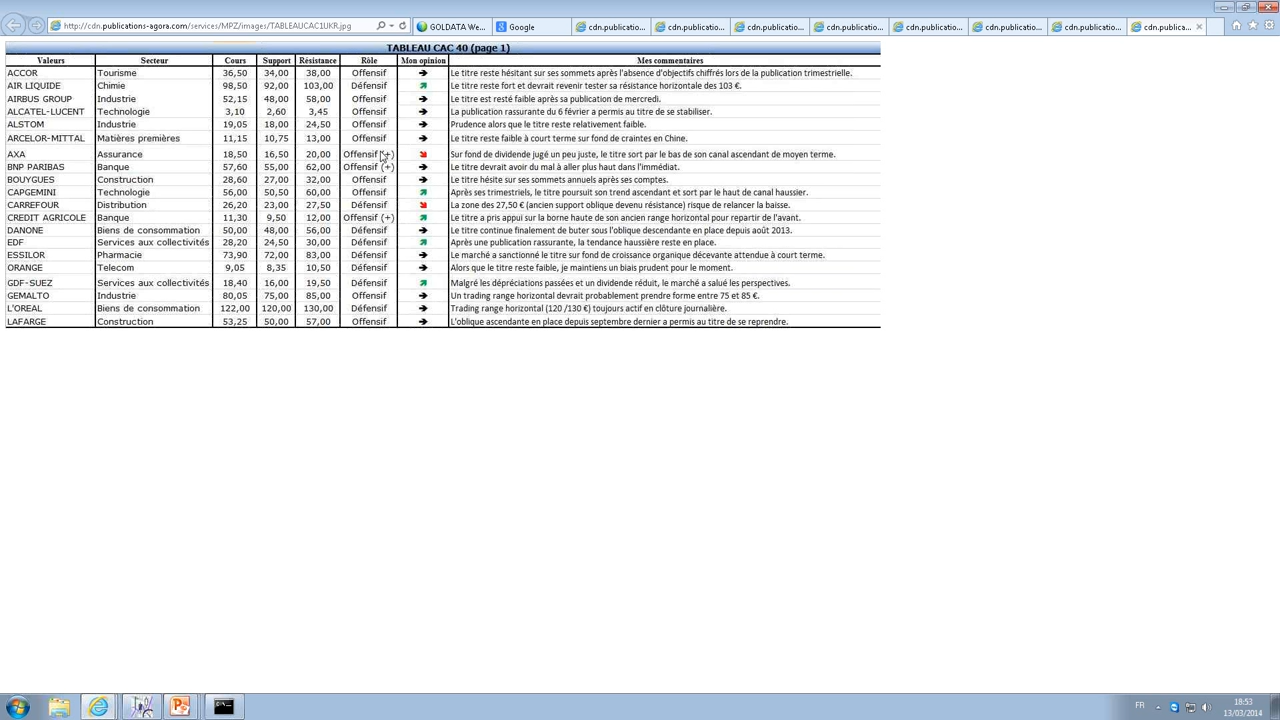 http://cdn.publications-agora.com/services/MPZ/images/TABLEAUCAC1UKR.jpg GOLDATA We... Google cdn.publicatio... cdn.publicatio... cdn.publicatio... cdn.publicatio... cdn.publicatio... cdn.publicatio... cdn.publicatio... cdn.publica...
TABLEAU CAC 40 (page 1)
Valeurs Secteur Cours Support Résistance Rôle Mon opinion Mes commentaires
ACCOR Tourisme 36,50 34,00 38,00 Offensif ➔ Le titre reste hésitant sur ses sommets après l'absence d'objectifs chiffrés lors de la publication trimestrielle.
AIR LIQUIDE Chimie 98,50 92,00 103,00 Défensif ➔ Le titre reste fort et devrait revenir tester sa résistance horizontale des 103 €.
AIRBUS GROUP Industrie 52,15 48,00 58,00 Offensif ➔ Le titre est resté faible après sa publication de mercredi.
ALCATEL-LUCENT Technologie 3,10 2,60 3,45 Offensif ➔ La publication rassurante du 6 février a permis au titre de se stabiliser.
ALSTOM Industrie 19,05 18,00 24,50 Offensif ➔ Prudence alors que le titre reste relativement faible.
ARCELOR-MITTAL Matières premières 11,15 10,75 13,00 Offensif ➔ Le titre reste faible à court terme sur fond de craintes en Chine.
AXA Assurance 18,50 16,50 20,00 Offensif (+) ➔ Sur fond de dividende jugé un peu juste, le titre sort par le bas de son canal ascendant de moyen terme.
BNP PARIBAS Banque 57,60 55,00 62,00 Offensif (+) ➔ Le titre devrait avoir du mal à aller plus haut dans l'immédiat.
BOUYGUES Construction 28,60 27,00 32,00 Offensif ➔ Le titre hésite sur ses sommets annuels après ses comptes.
CAPGEMINI Technologie 56,00 50,50 60,00 Offensif ➔ Après ses trimestriels, le titre poursuit son trend ascendant et sort par le haut de canal haussier.
CARREFOUR Distribution 26,20 23,00 27,50 Défensif ➔ La zone des 27,50 € (ancien support oblique devenu résistance) risque de relancer la baisse.
CREDIT AGRICOLE Banque 11,30 9,50 12,00 Offensif (+) ➔ Le titre a pris appui sur la borne haute de son ancien range horizontal pour repartir de l'avant.
DANONE Biens de consommation 50,00 48,00 56,00 Défensif ➔ Le titre continue finalement de buter sous l'oblique descendante en place depuis août 2013.
EDF Services aux collectivités 28,20 24,50 30,00 Défensif ➔ Après une publication rassurante, la tendance haussière reste en place.
ESSILOR Pharmacie 73,90 72,00 83,00 Défensif ➔ Le marché a sanctionné le titre sur fond de croissance organique décevante attendue à court terme.
ORANGE Telecom 9,05 8,35 10,50 Défensif ➔ Alors que le titre reste faible, je maintiens un biais prudent pour le moment.
GDF-SUEZ Services aux collectivités 18,40 16,00 19,50 Défensif ➔ Malgré les dépréciations passées et un dividende réduit, le marché a salué les perspectives.
GEMALTO Industrie 80,05 75,00 85,00 Offensif ➔ Un trading range horizontal devrait probablement prendre forme entre 75 et 85 €.
L'OREAL Biens de consommation 122,00 120,00 130,00 Défensif ➔ Trading range horizontal (120 /130 €) toujours actif en clôture journalière.
LAFARGE Construction 53,25 50,00 57,00 Offensif ➔ L'oblique ascendante en place depuis septembre dernier a permis au titre de se reprendre.
FR 18:53
13/03/2014